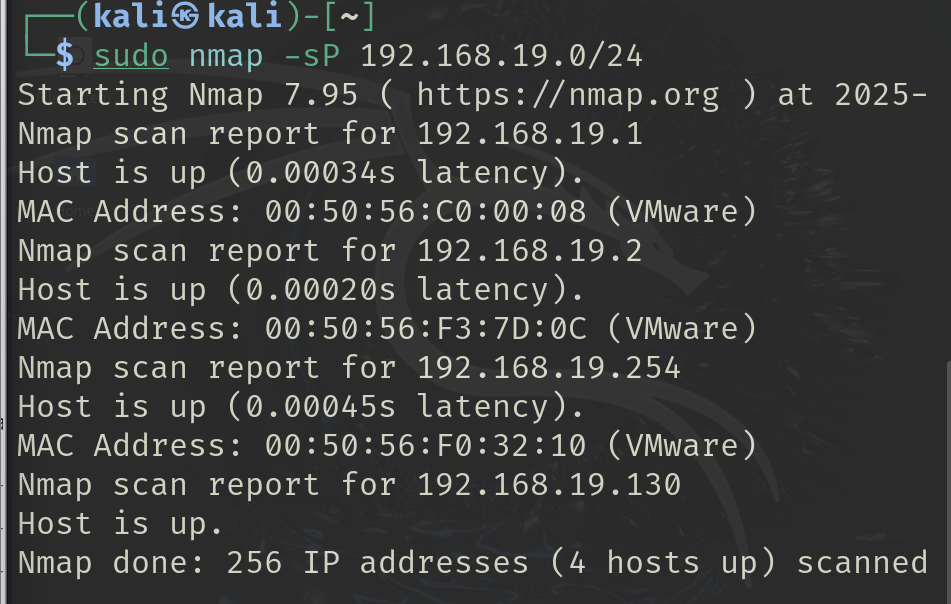 ┌──(kali㉿kali)-[~]
└─$ sudo nmap -sP 192.168.19.0/24
Starting Nmap 7.95 ( https://nmap.org ) at 2025-
Nmap scan report for 192.168.19.1
Host is up (0.00034s latency).
MAC Address: 00:50:56:C0:00:08 (VMware)
Nmap scan report for 192.168.19.2
Host is up (0.00020s latency).
MAC Address: 00:50:56:F3:7D:0C (VMware)
Nmap scan report for 192.168.19.254
Host is up (0.00045s latency).
MAC Address: 00:50:56:F0:32:10 (VMware)
Nmap scan report for 192.168.19.130
Host is up.
Nmap done: 256 IP addresses (4 hosts up) scanned